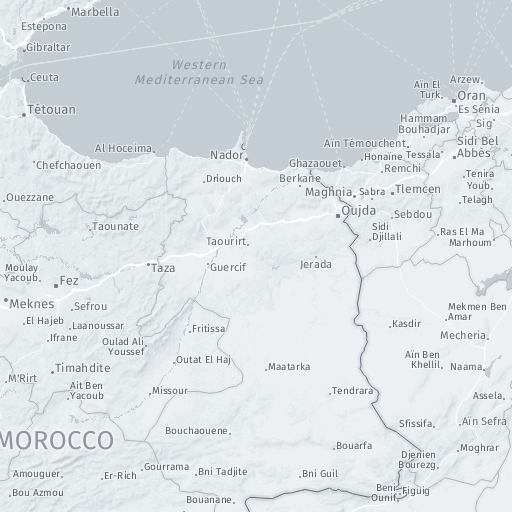 Marbella
Estepona
Gibraltar
Western
Mediterranean Sea
Ceuta
Tétouan
Aïn El
Turk
Arzew
Oran
Es Sénia
Sig
Hammam
Bouhadjar
Al Hoceima
Nador
Ghazaouet
Aïn Témouchent
Honaïne
Tessala
Sidi Bel
Abbès
Chefchaouen
Driouch
Berkane
Remchi
Tenira
Youb
Ouezzane
Maghnia
Sabra
Tlemcen
Telagh
Oujda
Sebdou
Taounate
Taourirt
Sidi
Djillali
Ras El Ma
Marhoum
Moulay
Yacoub
Fez
Taza
Guercif
Jerada
Meknes
Sefrou
Mekmen Ben
Amar
El Hajeb
Laanoussar
Fritissa
Kasdir
Ifrane
Oulad Ali
Youssef
Mecheria
Timahdite
Outat El Haj
Maatarka
Aïn Ben
Khellil
Naama
M'Rirt
Ait Ben
Yacoub
Missour
Tendrara
Assela
Bouchaouene
Sfissifa
Aïn Sefra
MOROCCO
Bouarfa
Moghrar
Djenien
Bourezg
Amouguer
Er-Rich
Gourrama
Bni Tadjite
Bni Guil
Bou Azmou
Bouanane
Beni
Ounif
Figuig